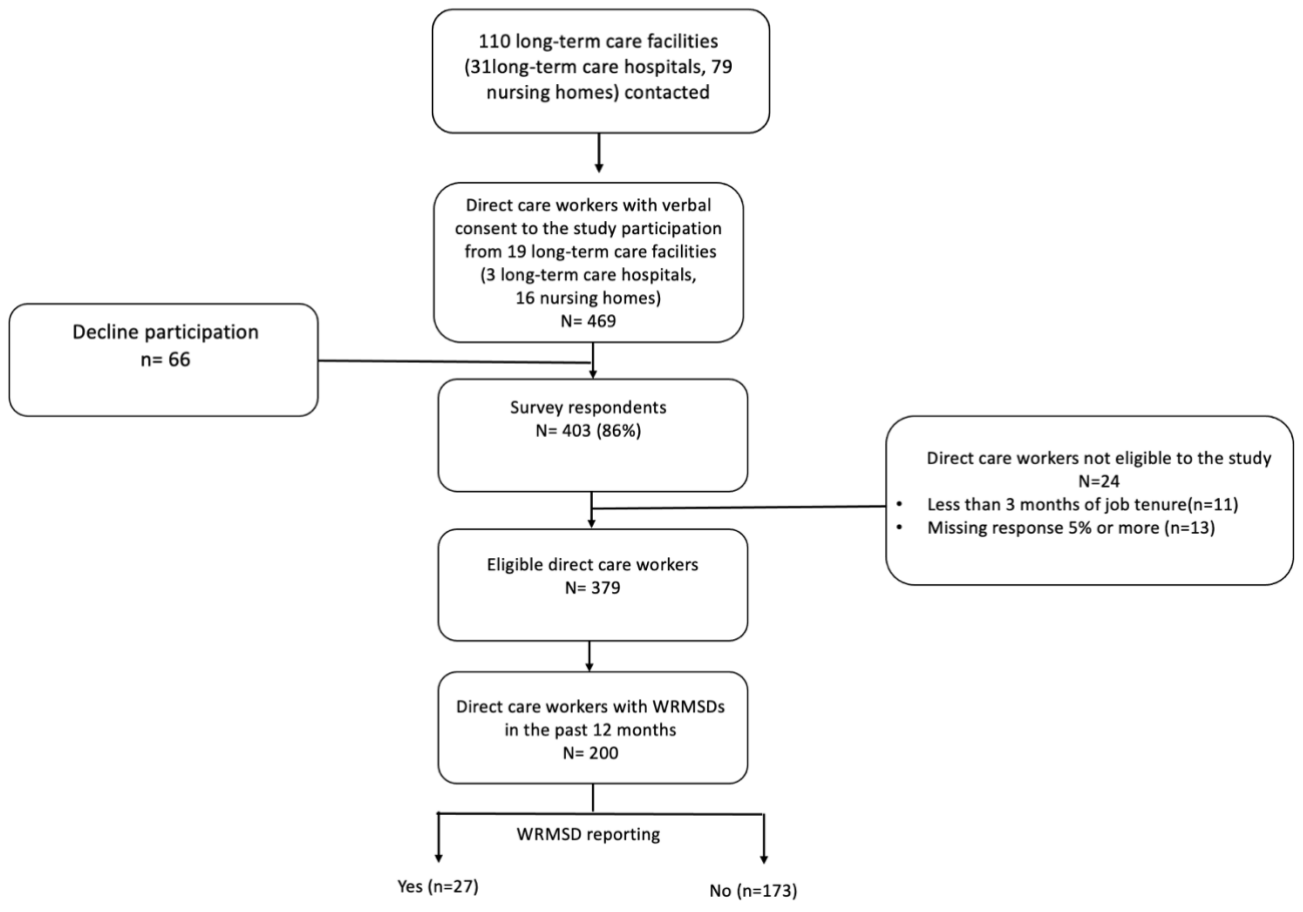 110 long-term care facilities
(31long-term care hospitals, 79
nursing homes) contacted
Direct care workers with verbal
consent to the study participation
from 19 long-term care facilities
(3 long-term care hospitals,
16 nursing homes)
N= 469
Decline participation
n= 66
Survey respondents
N= 403 (86%)
Direct care workers not eligible to the study
N=24
• Less than 3 months of job tenure(n=11)
• Missing response 5% or more (n=13)
Eligible direct care workers
N= 379
Direct care workers with WRMSDs
in the past 12 months
N= 200
WRMSD reporting
Yes (n=27)
No (n=173)